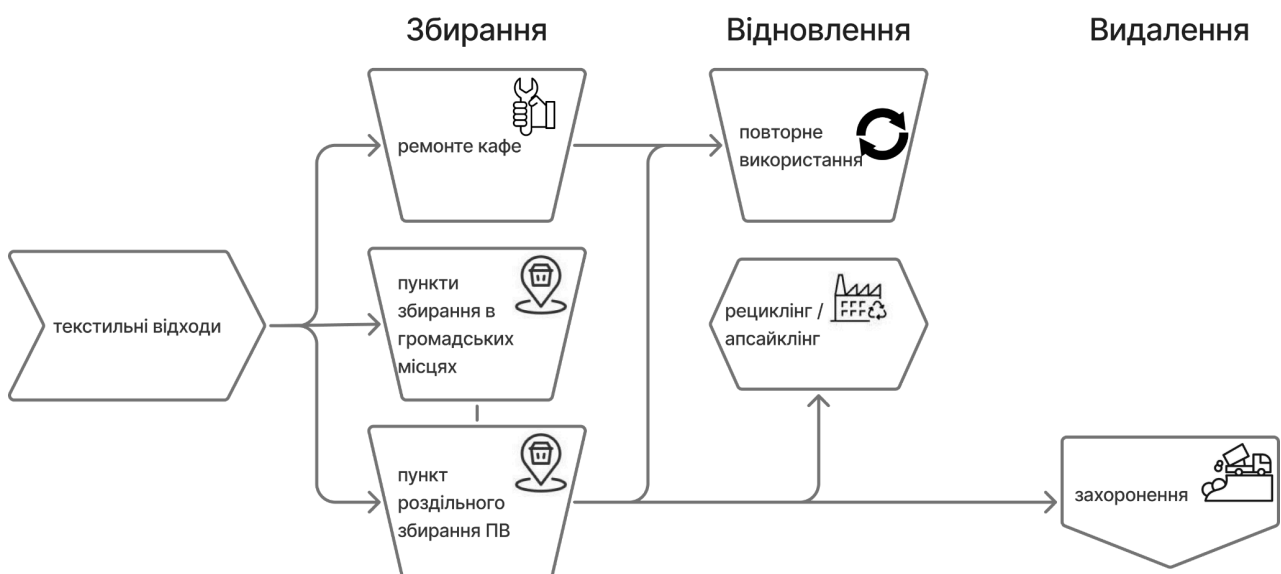 Збирання
Відновлення
Видалення
ремонте кафе
повторне
використання
пункти
збирання в
громадських
місцях
текстильні відходи
рециклінг /
апсайклінг
пункт
роздільного
збирання ПВ
захоронення